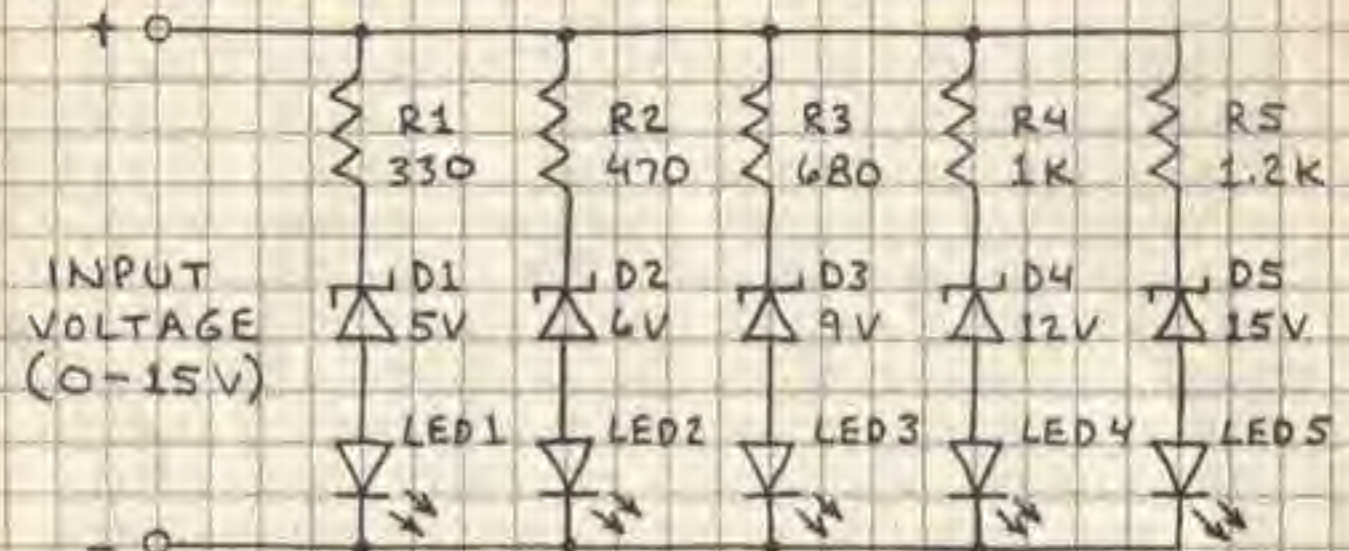 +
R1
330
R2
470
R3
680
R4
1K
R5
1.2K
INPUT
VOLTAGE
(0-15V)
D1
5V
D2
6V
D3
9V
D4
12V
D5
15V
LED1
LED2
LED3
LED4
LED5
-